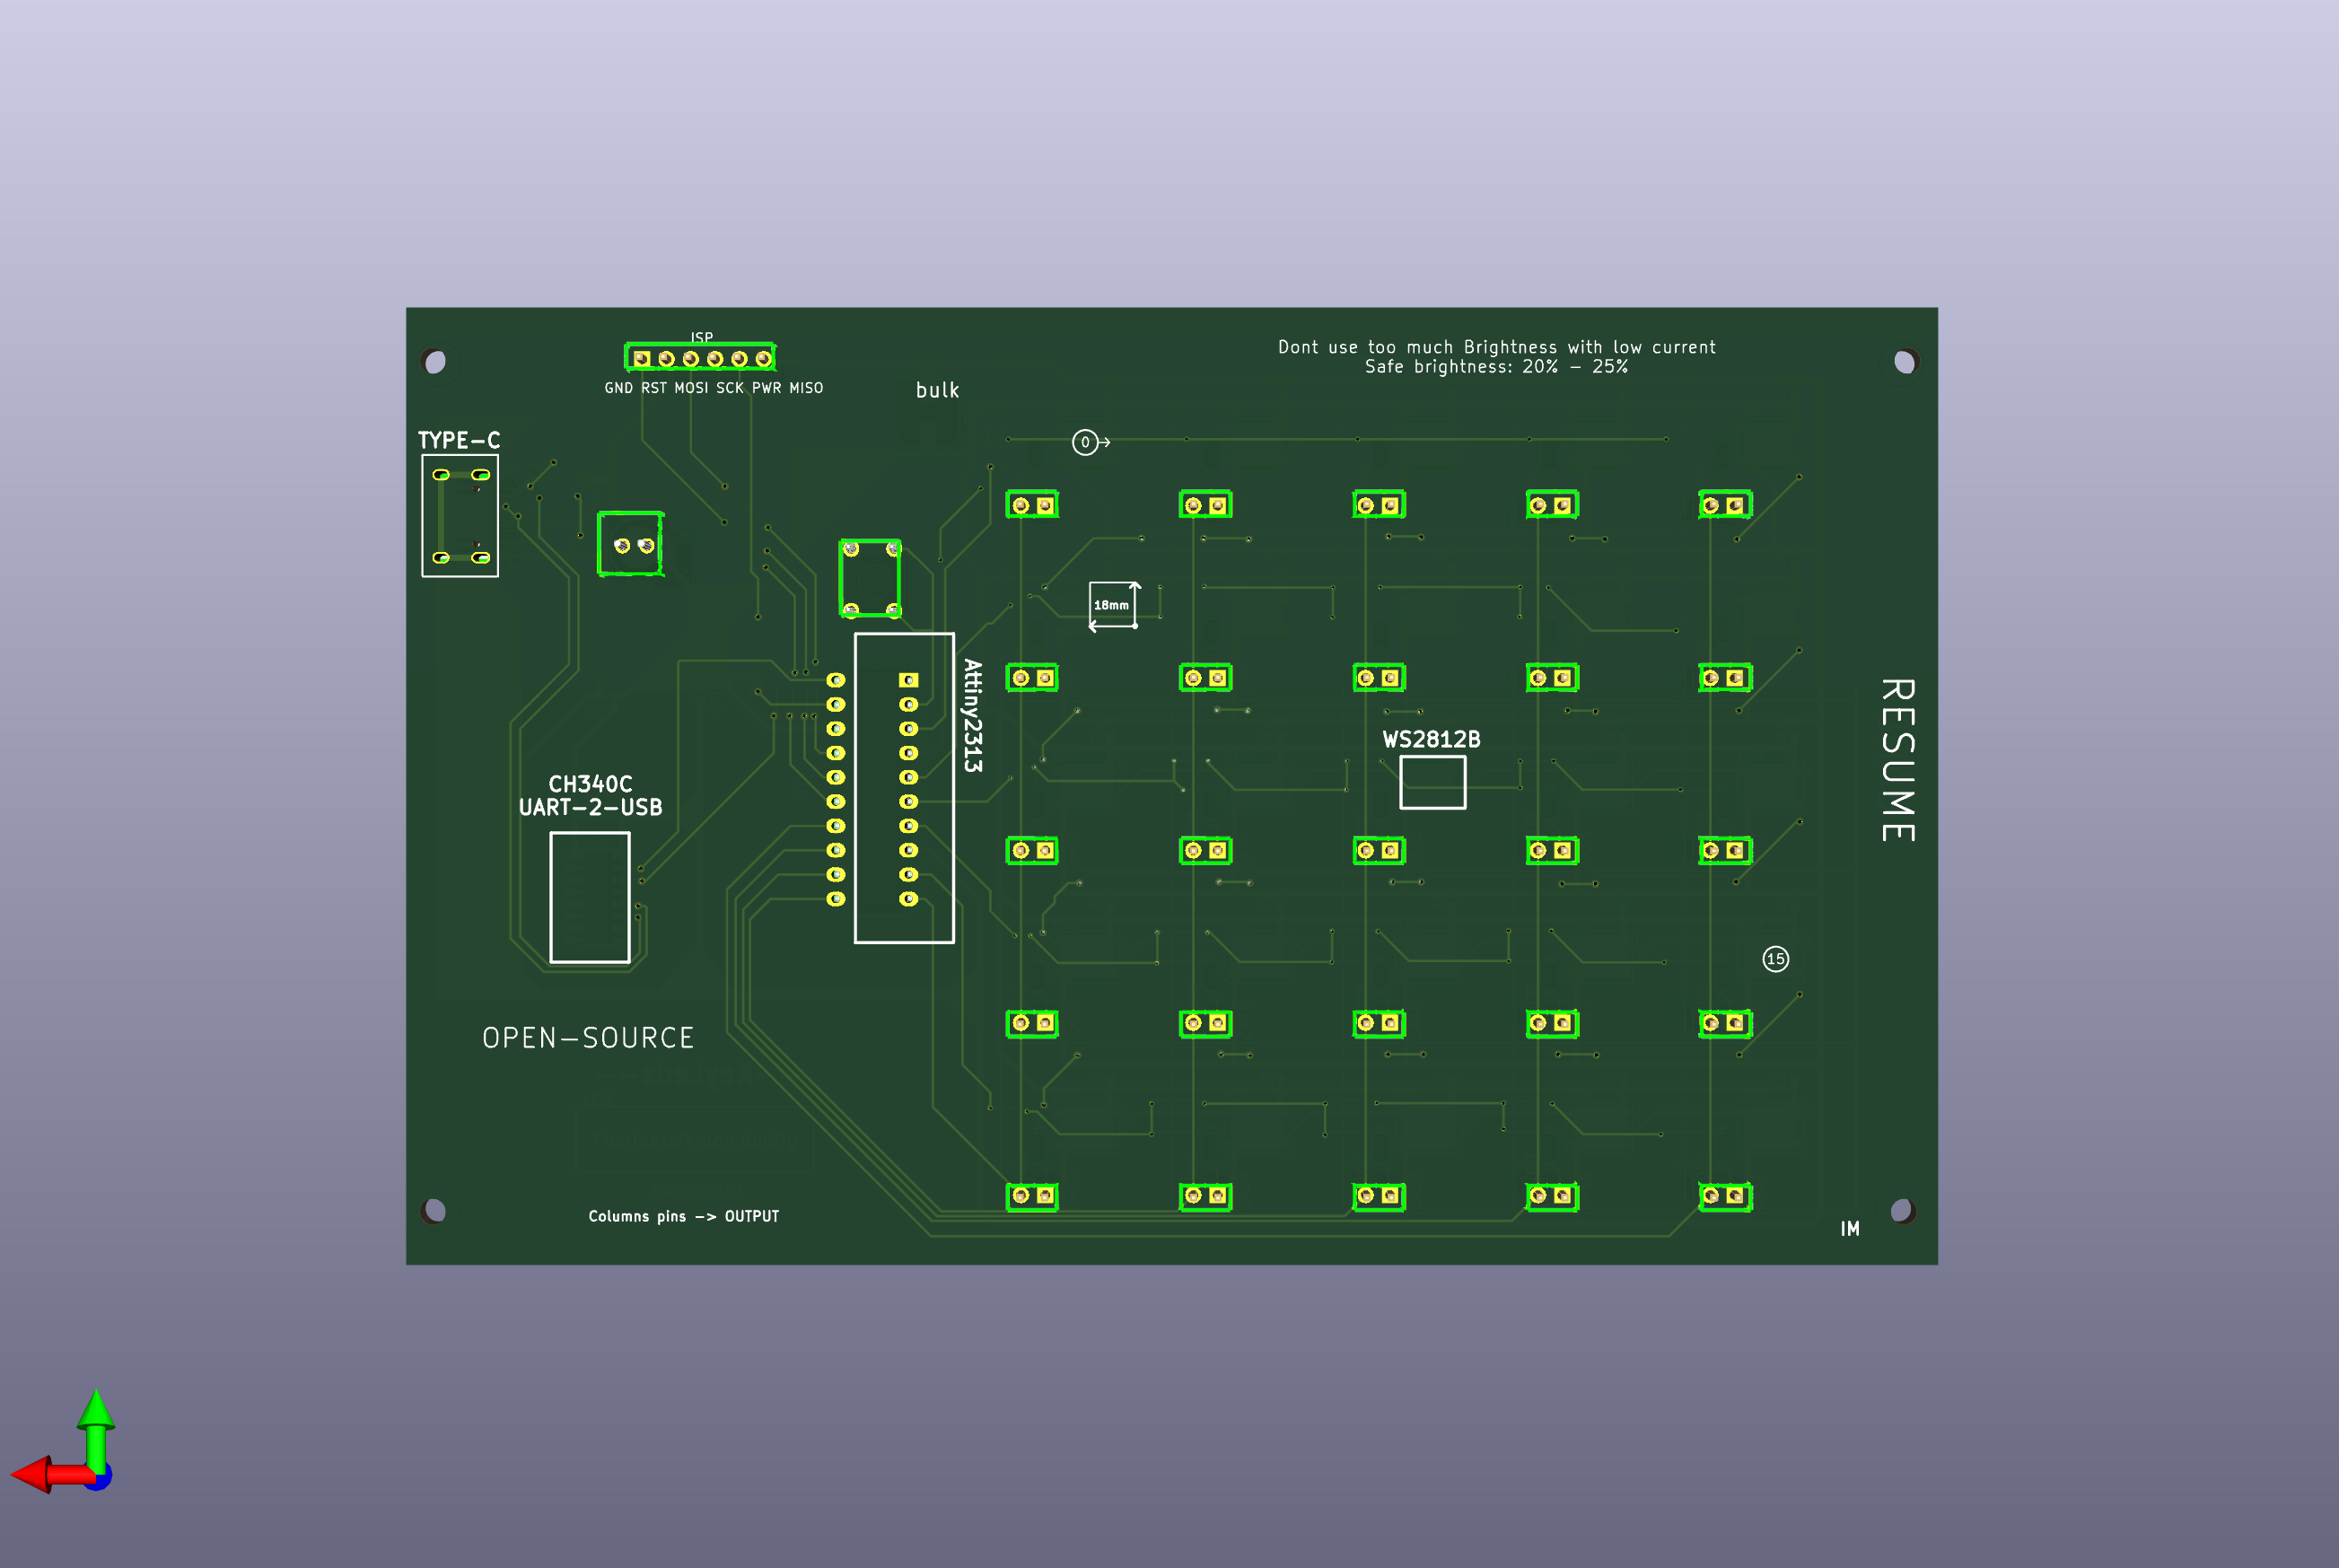 ISP
GND RST MOSI SCK PWR MISO
Dont use too much Brightness with low current
Safe brightness: 20% - 25%
bulk
TYPE-C
0
18mm
Attiny2313
RESUME
WS2812B
CH340C
UART-2-USB
15
OPEN-SOURCE
Columns pins -> OUTPUT
IM